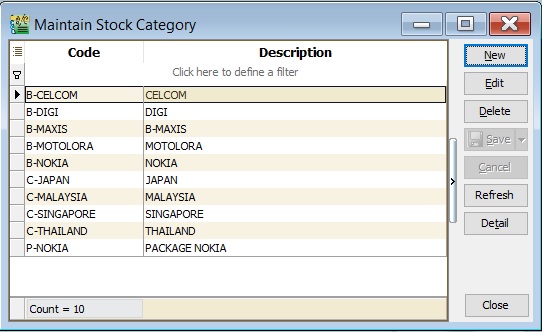 Maintain Stock Category
Code Description
Click here to define a filter
B-CELCOM CELCOM
B-DIGI DIGI
B-MAXIS B-MAXIS
B-MOTOLORA MOTOLORA
B-NOKIA NOKIA
C-JAPAN JAPAN
C-MALAYSIA MALAYSIA
C-SINGAPORE SINGAPORE
C-THAILAND THAILAND
P-NOKIA PACKAGE NOKIA
Count = 10
New
Edit
Delete
Save
Cancel
Refresh
Detail
Close